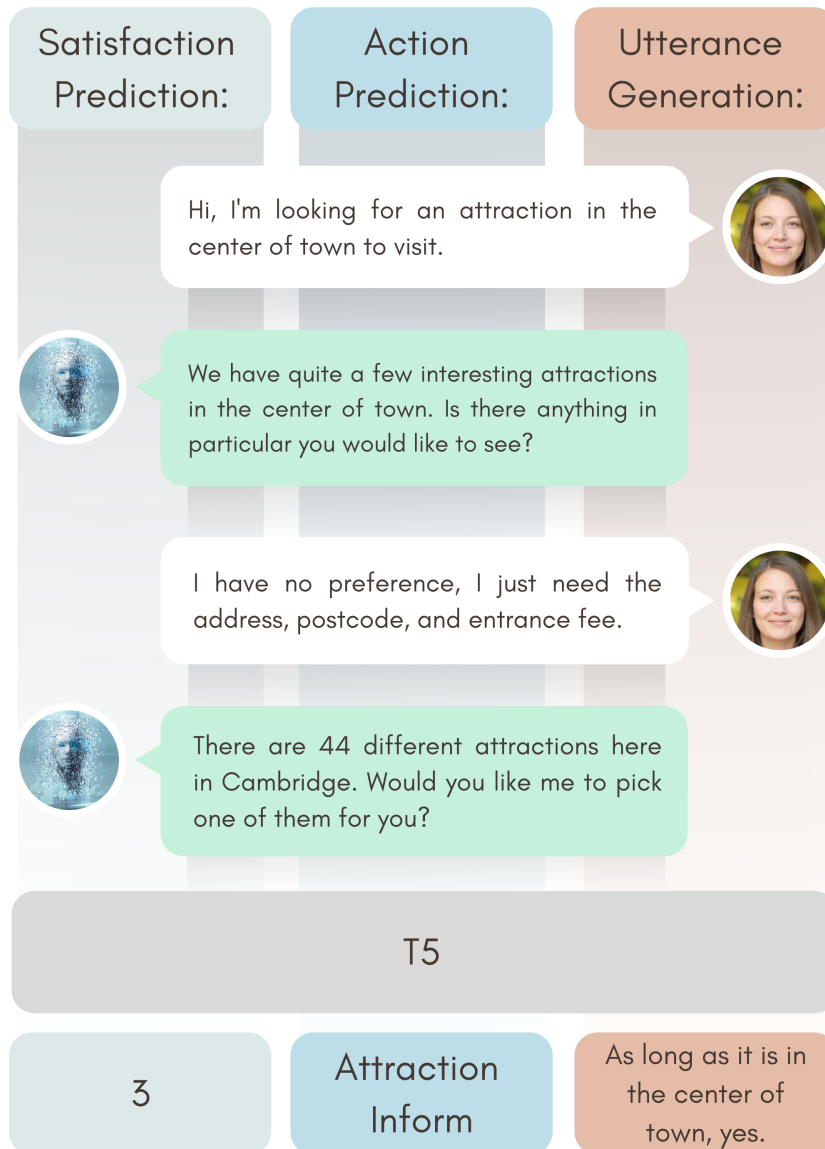 Satisfaction
Prediction:
Action
Prediction:
Utterance
Generation:
Hi, I'm looking for an attraction in the
center of town to visit.
We have quite a few interesting attractions
in the center of town. Is there anything in
particular you would like to see?
I have no preference, I just need the
address, postcode, and entrance fee.
There are 44 different attractions here
in Cambridge. Would you like me to pick
one of them for you?
T5
3
Attraction
Inform
As long as it is in
the center of
town, yes.